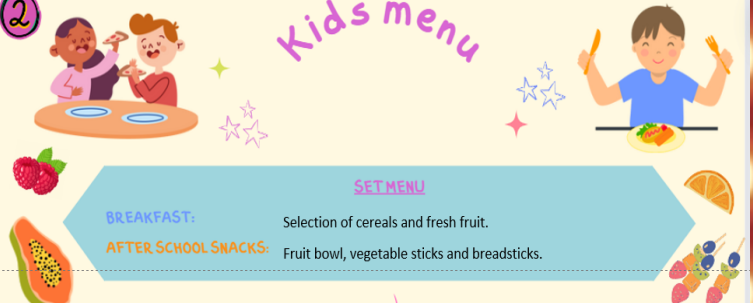 2
Kids menu
SET MENU
BREAKFAST: Selection of cereals and fresh fruit.
AFTER SCHOOL SNACKS: Fruit bowl, vegetable sticks and breadsticks.